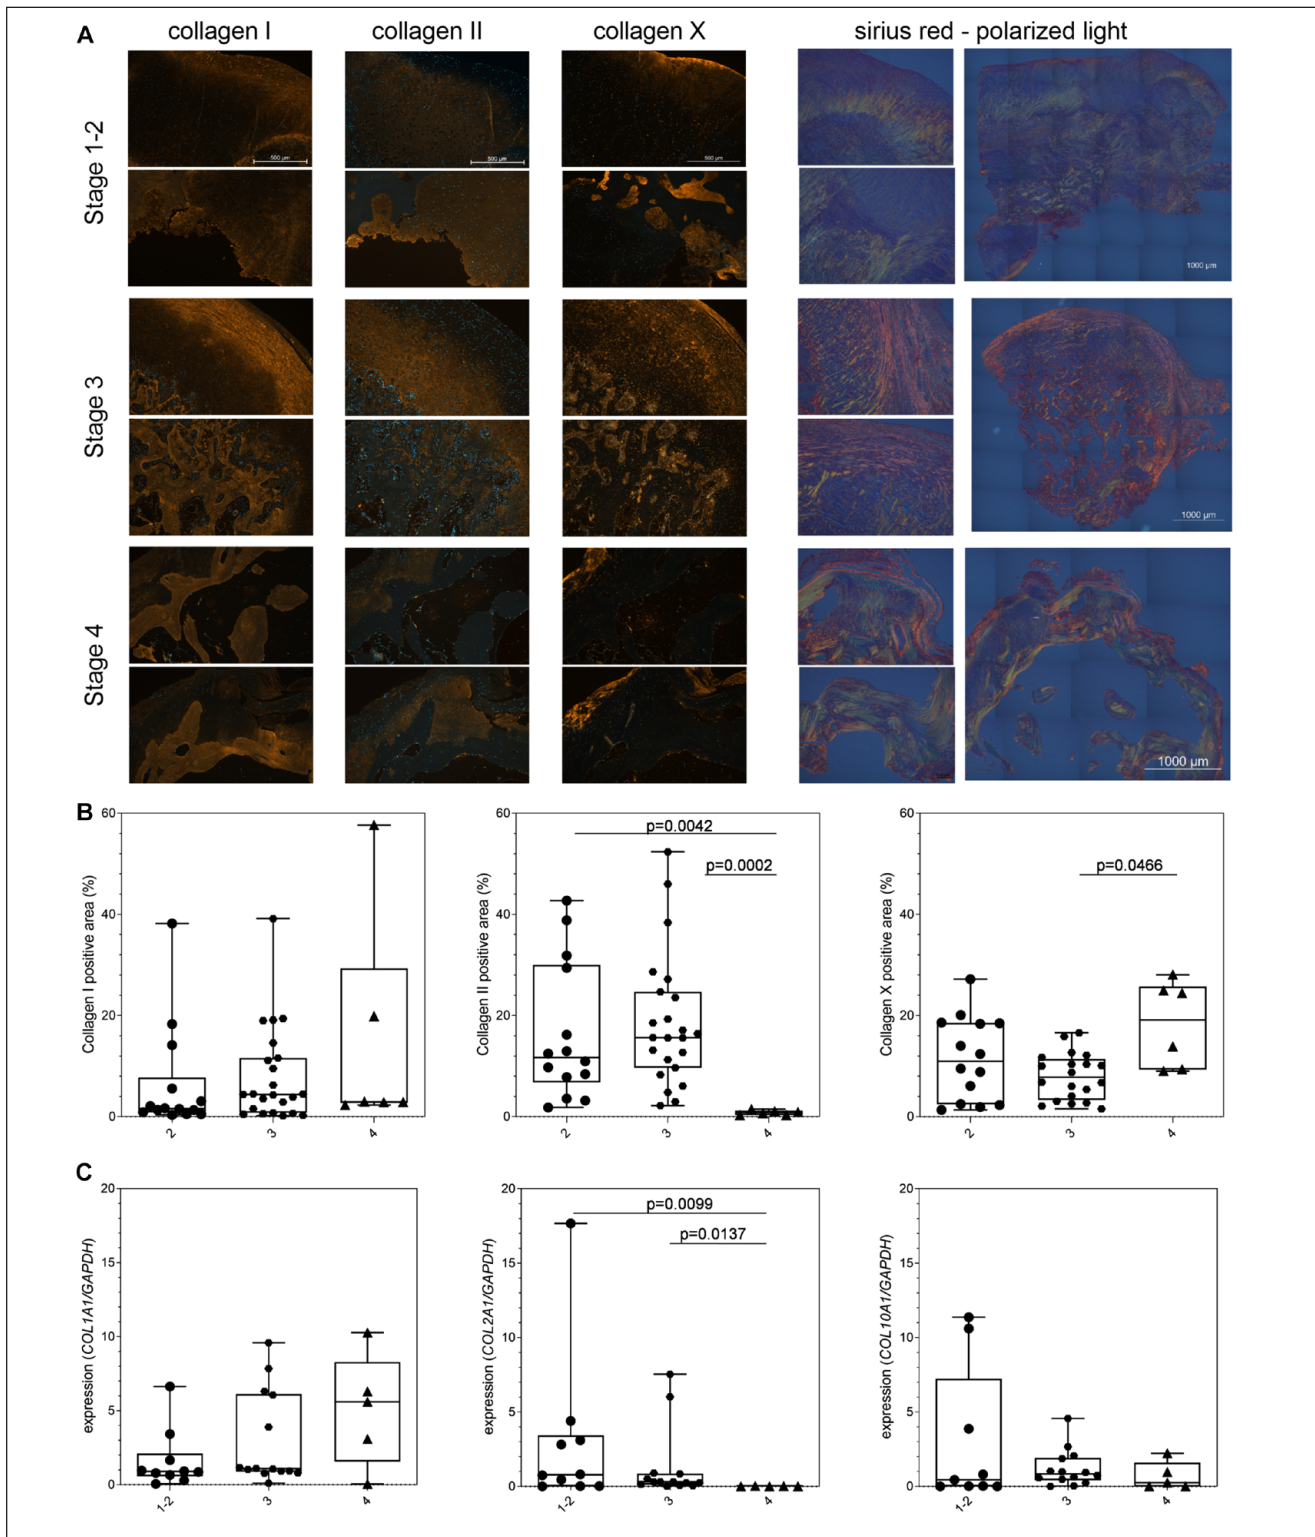 A
collagen I
collagen II
collagen X
sirius red - polarized light
Stage 1-2
500 µm
500 µm
500 µm
1000 µm
Stage 3
1000 µm
Stage 4
1000 µm
B
Collagen I positive area (%)
60
40
20
0
2
3
4
Collagen II positive area (%)
60
40
20
0
p=0.0042
p=0.0002
2
3
4
Collagen X positive area (%)
60
40
20
0
p=0.0466
2
3
4
C
expression (COL1A1/GAPDH)
20
15
10
5
0
1-2
3
4
expression (COL2A1/GAPDH)
20
15
10
5
0
p=0.0099
p=0.0137
1-2
3
4
expression (COL10A1/GAPDH)
20
15
10
5
0
1-2
3
4